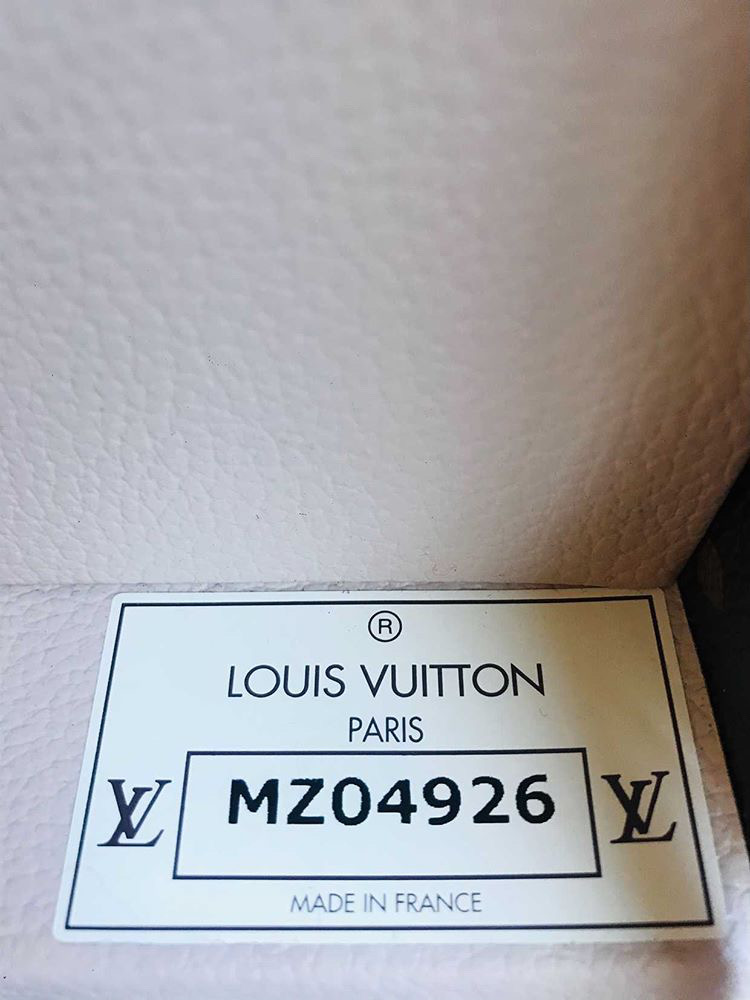 ®
LOUIS VUITTON
PARIS
LV MZ04926 LV
MADE IN FRANCE